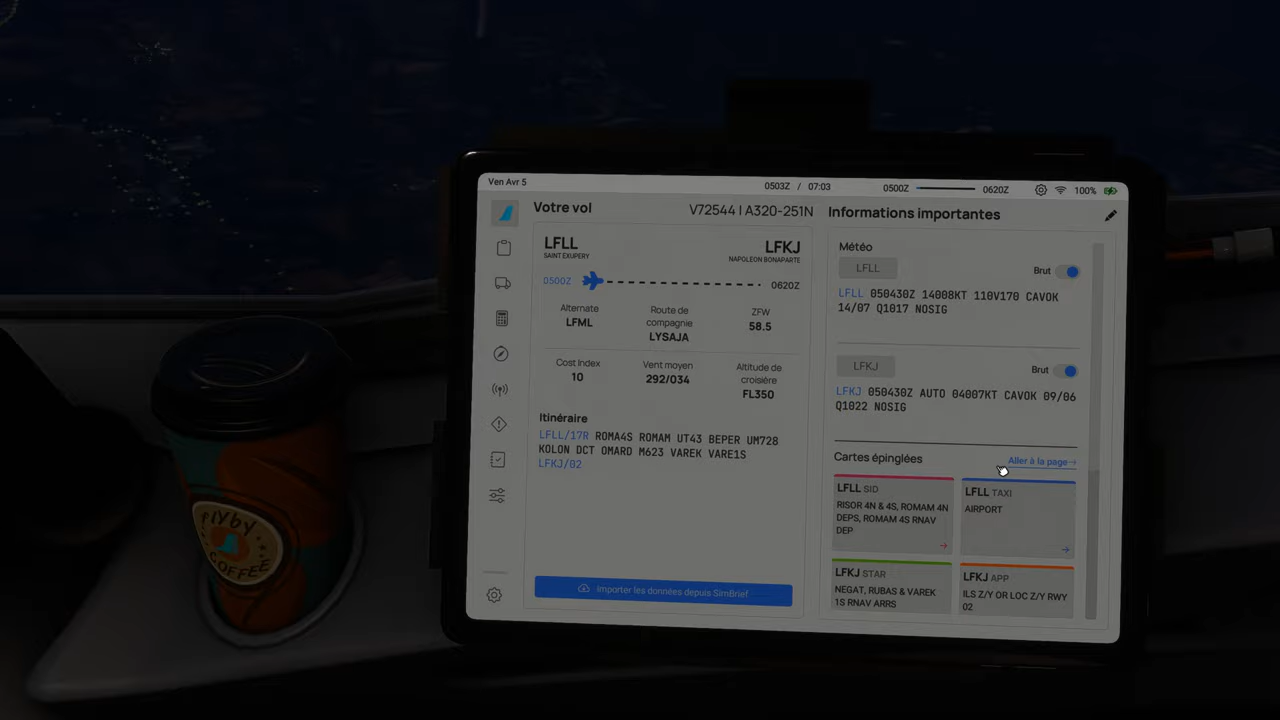 Ven Avr 5
0503Z / 07:03
0500Z
0620Z
100%
Votre vol
V72544 | A320-251N
LFLL
SAINT EXUPERY
LFKJ
NAPOLEON BONAPARTE
0500Z
0620Z
Alternate
LFML
Route de
compagnie
LYSAJA
ZFW
58.5
Cost Index
10
Vent moyen
292/034
Altitude de
croisière
FL350
Itinéraire
LFLL/17R ROMA4S ROMAM UT43 BEPER UM728
KOLON DCT OMARD M623 VAREK VARE1S
LFKJ/02
Importer les données depuis SimBrief
Informations importantes
Météo
LFLL
Brut
LFLL 050430Z 14008KT 110V170 CAVOK
14/07 Q1017 NOSIG
LFKJ
Brut
LFKJ 050430Z AUTO 04007KT CAVOK 09/06
Q1022 NOSIG
Cartes épinglées
Aller à la page→
LFLL SID
RISOR 4N & 4S, ROMAM 4N
DEPS, ROMAM 4S RNAV
DEP
→
LFLL TAXI
AIRPORT
→
LFKJ STAR
NEGAT, RUBAS & VAREK
1S RNAV ARRS
LFKJ APP
ILS Z/Y OR LOC Z/Y RWY
02
FlYby
COFFEE